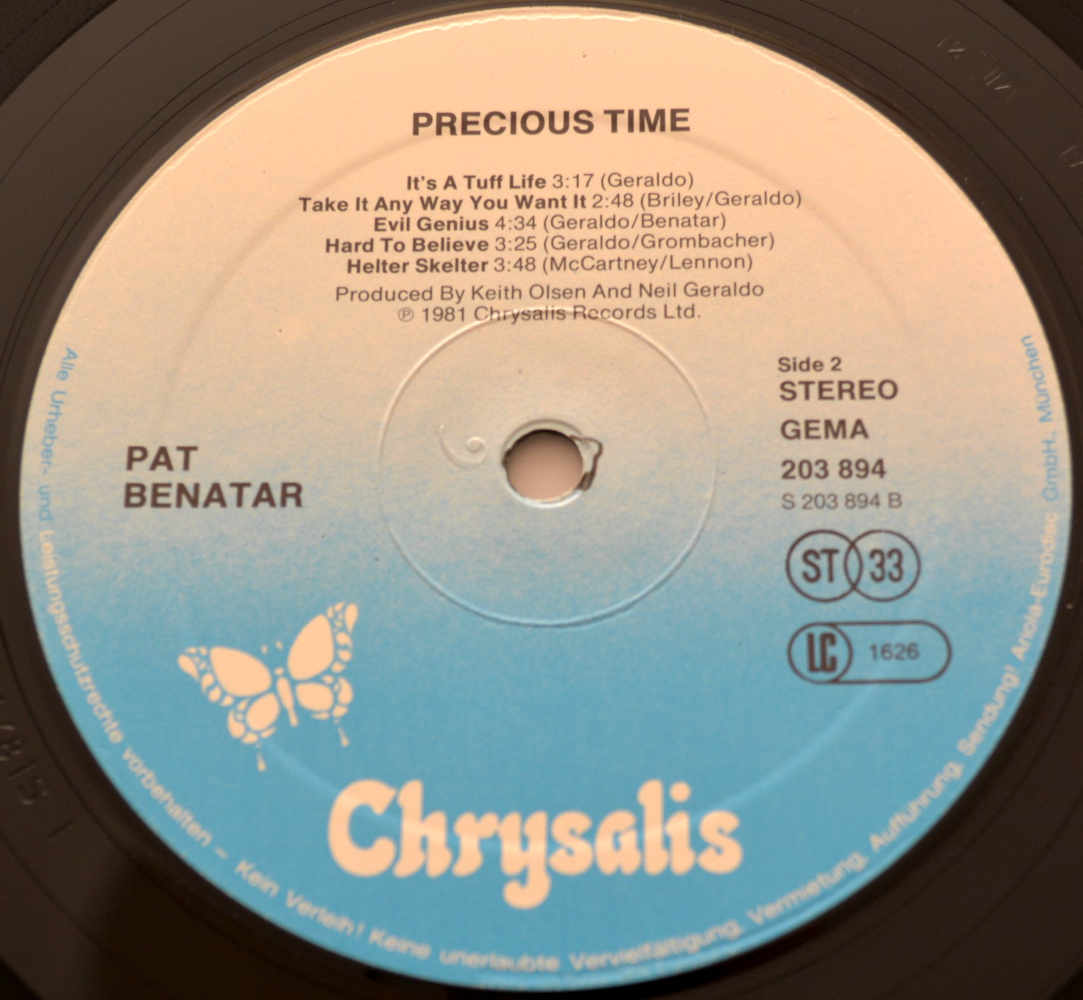 PRECIOUS TIME
It's A Tuff Life 3:17 (Geraldo)
Take It Any Way You Want It 2:48 (Briley/Geraldo)
Evil Genius 4:34 (Geraldo/Benatar)
Hard To Believe 3:25 (Geraldo/Grombacher)
Helter Skelter 3:48 (McCartney/Lennon)
Produced By Keith Olsen And Neil Geraldo
℗ 1981 Chrysalis Records Ltd.
PAT
BENATAR
Side 2
STEREO
GEMA
203 894
S 203 894 B
ST 33
LC 1626
Chrysalis
Alle Urheber- und Leistungsschutzrechte vorbehalten – Kein Verleih! Keine unerlaubte Vervielfältigung, Vermietung, Aufführung, Sendung! Ariola-Eurodisc GmbH., München